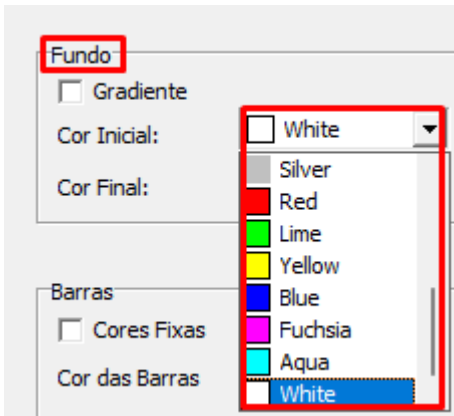 Fundo
Gradiente
Cor Inicial:
White
Cor Final:
Silver
Red
Lime
Yellow
Blue
Fuchsia
Aqua
White
Barras
Cores Fixas
Cor das Barras